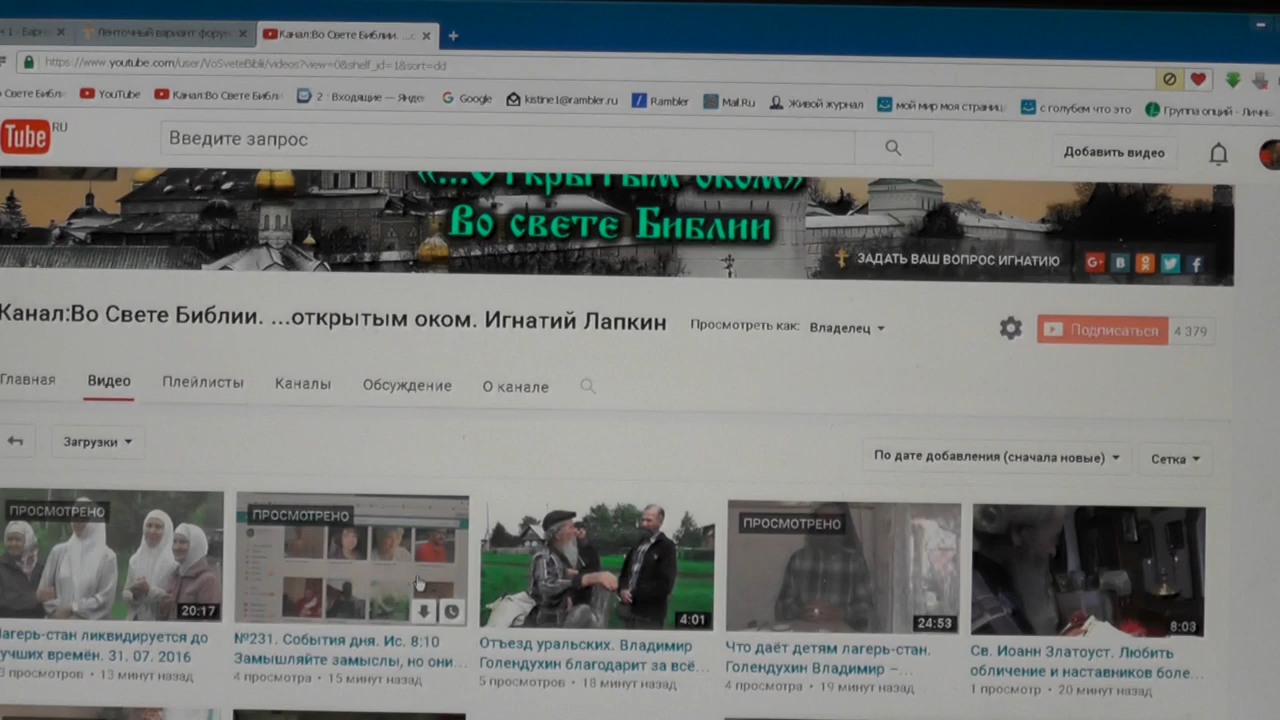 Ленточный вариант фору
Канал:Во Свете Библии. ...с
https://www.youtube.com/user/VoSveteBibli/videos?view=0&shelf_id=1&sort=dd
о Свете Библ
YouTube
Канал:Во Свете Библ
2 : Входящие — Янде
Google
kistine1@rambler.ru
Rambler
Mail.Ru
Живой журнал
мой мир моя страниц
с голубем что это
Группа опций - Личн
Tube RU
Введите запрос
Добавить видео
«...Открытым оком»
Во свете Библии
ЗАДАТЬ ВАШ ВОПРОС ИГНАТИЮ
Канал:Во Свете Библии. ...открытым оком. Игнатий Лапкин
Просмотреть как: Владелец
Подписаться 4 379
Главная Видео Плейлисты Каналы Обсуждение О канале
Загрузки
По дате добавления (сначала новые)
Сетка
ПРОСМОТРЕНО
20:17
лагерь-стан ликвидируется до
учших времён. 31. 07. 2016
3 просмотров • 13 минут назад
ПРОСМОТРЕНО
№231. События дня. Ис. 8:10
Замышляйте замыслы, но они...
4 просмотра • 15 минут назад
4:01
Отъезд уральских. Владимир
Голендухин благодарит за всё...
5 просмотров • 18 минут назад
ПРОСМОТРЕНО
24:53
Что даёт детям лагерь-стан.
Голендухин Владимир –...
4 просмотра • 19 минут назад
8:03
Св. Иоанн Златоуст. Любить
обличение и наставников боле...
1 просмотр • 20 минут назад